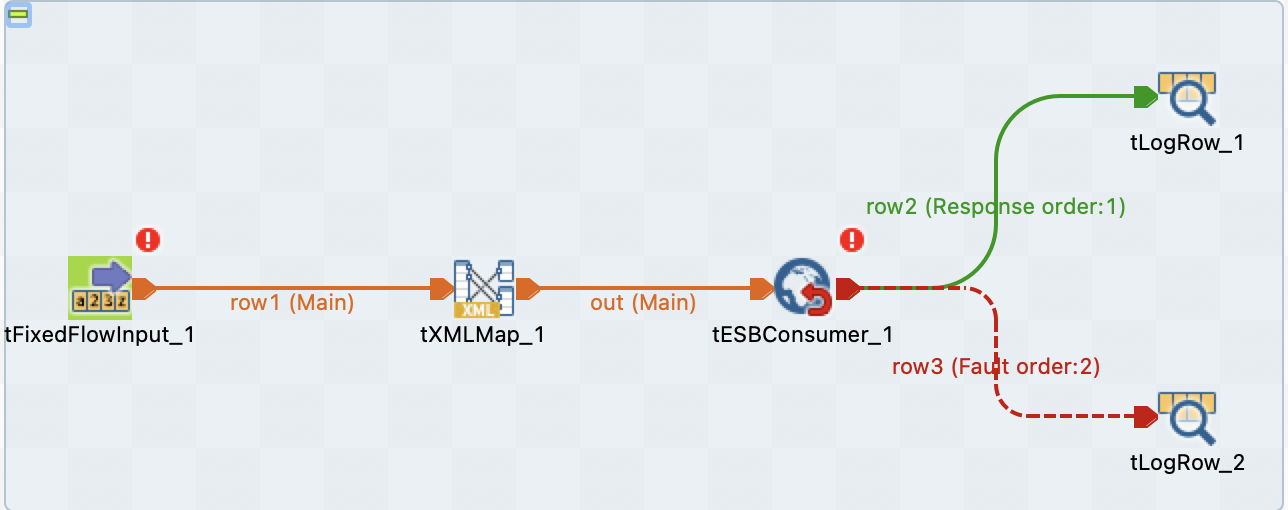 tLogRow_1
row2 (Response order:1)
a23z
row1 (Main)
XML
out (Main)
tFixedFlowInput_1
tXMLMap_1
tESBConsumer_1
row3 (Fault order:2)
tLogRow_2